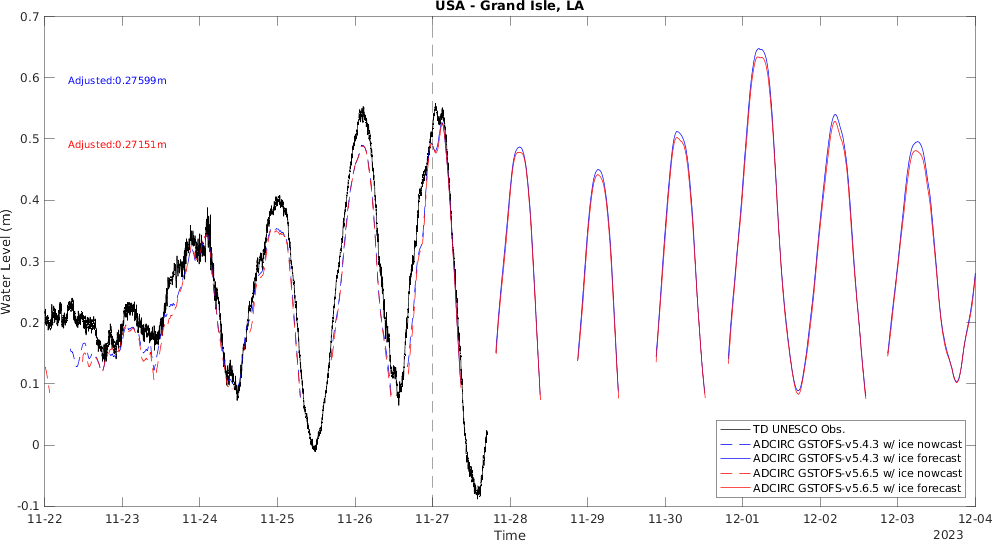 USA - Grand Isle, LA
0.7
0.6
0.5
0.4
0.3
0.2
0.1
0
-0.1
Water Level (m)
Adjusted:0.27599m
Adjusted:0.27151m
TD UNESCO Obs.
ADCIRC GSTOFS-v5.4.3 w/ ice nowcast
ADCIRC GSTOFS-v5.4.3 w/ ice forecast
ADCIRC GSTOFS-v5.6.5 w/ ice nowcast
ADCIRC GSTOFS-v5.6.5 w/ ice forecast
11-22 11-23 11-24 11-25 11-26 11-27 11-28 11-29 11-30 12-01 12-02 12-03 12-04
Time
2023